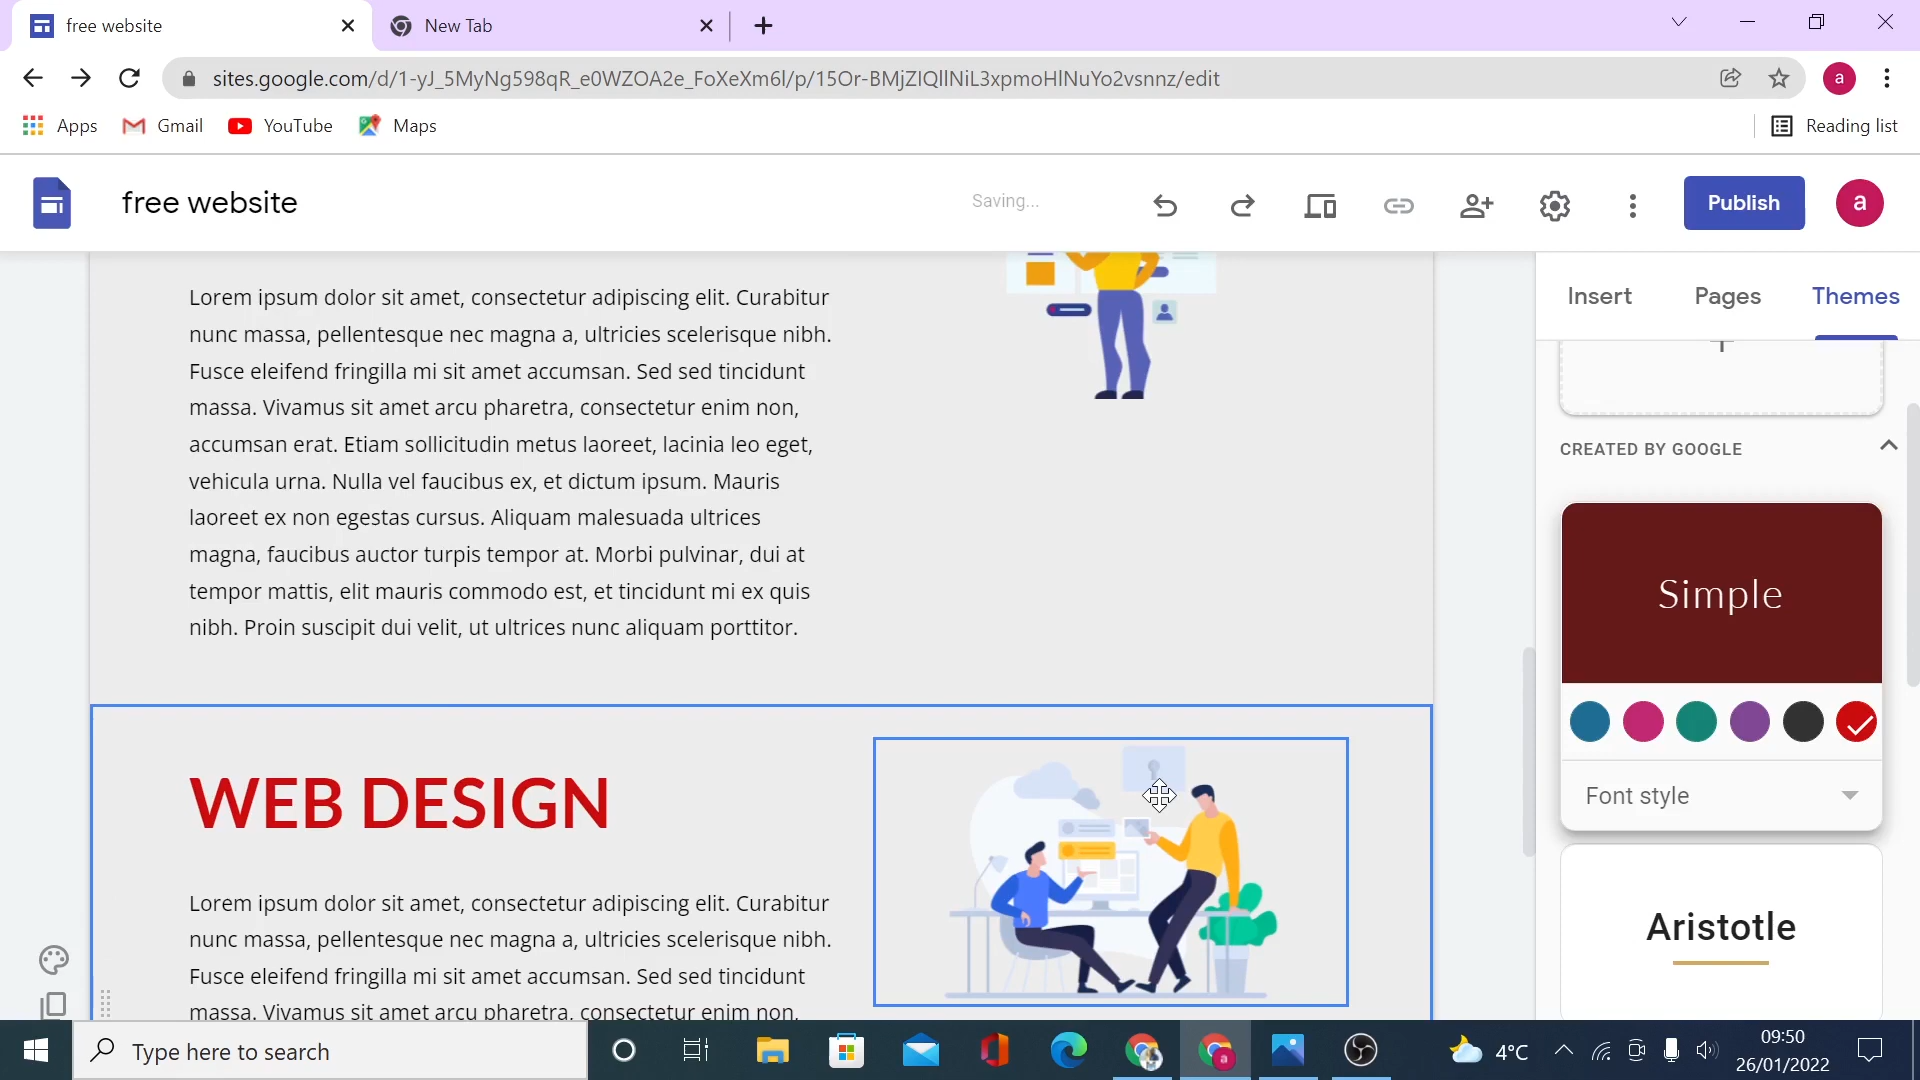 free website
New Tab
sites.google.com/d/1-yJ_5MyNg598qR_e0WZOA2e_FoXeXm6l/p/15Or-BMjZIQllNiL3xpmoHlNuYo2vsnnz/edit
a
Apps
Gmail
YouTube
Maps
Reading list
free website
Saving...
Publish
a
Insert
Pages
Themes
Lorem ipsum dolor sit amet, consectetur adipiscing elit. Curabitur
nunc massa, pellentesque nec magna a, ultricies scelerisque nibh.
Fusce eleifend fringilla mi sit amet accumsan. Sed sed tincidunt
massa. Vivamus sit amet arcu pharetra, consectetur enim non,
accumsan erat. Etiam sollicitudin metus laoreet, lacinia leo eget,
vehicula urna. Nulla vel faucibus ex, et dictum ipsum. Mauris
laoreet ex non egestas cursus. Aliquam malesuada ultrices
magna, faucibus auctor turpis tempor at. Morbi pulvinar, dui at
tempor mattis, elit mauris commodo est, et tincidunt mi ex quis
nibh. Proin suscipit dui velit, ut ultrices nunc aliquam porttitor.
WEB DESIGN
Lorem ipsum dolor sit amet, consectetur adipiscing elit. Curabitur
nunc massa, pellentesque nec magna a, ultricies scelerisque nibh.
Fusce eleifend fringilla mi sit amet accumsan. Sed sed tincidunt
massa. Vivamus sit amet arcu pharetra, consectetur enim non,
CREATED BY GOOGLE
Simple
Font style
Aristotle
Type here to search
a
4°C
09:50
26/01/2022